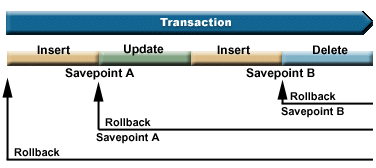 Transaction
Insert Update Insert Delete
Savepoint A Savepoint B
Rollback
Savepoint B
Rollback
Savepoint A
Rollback